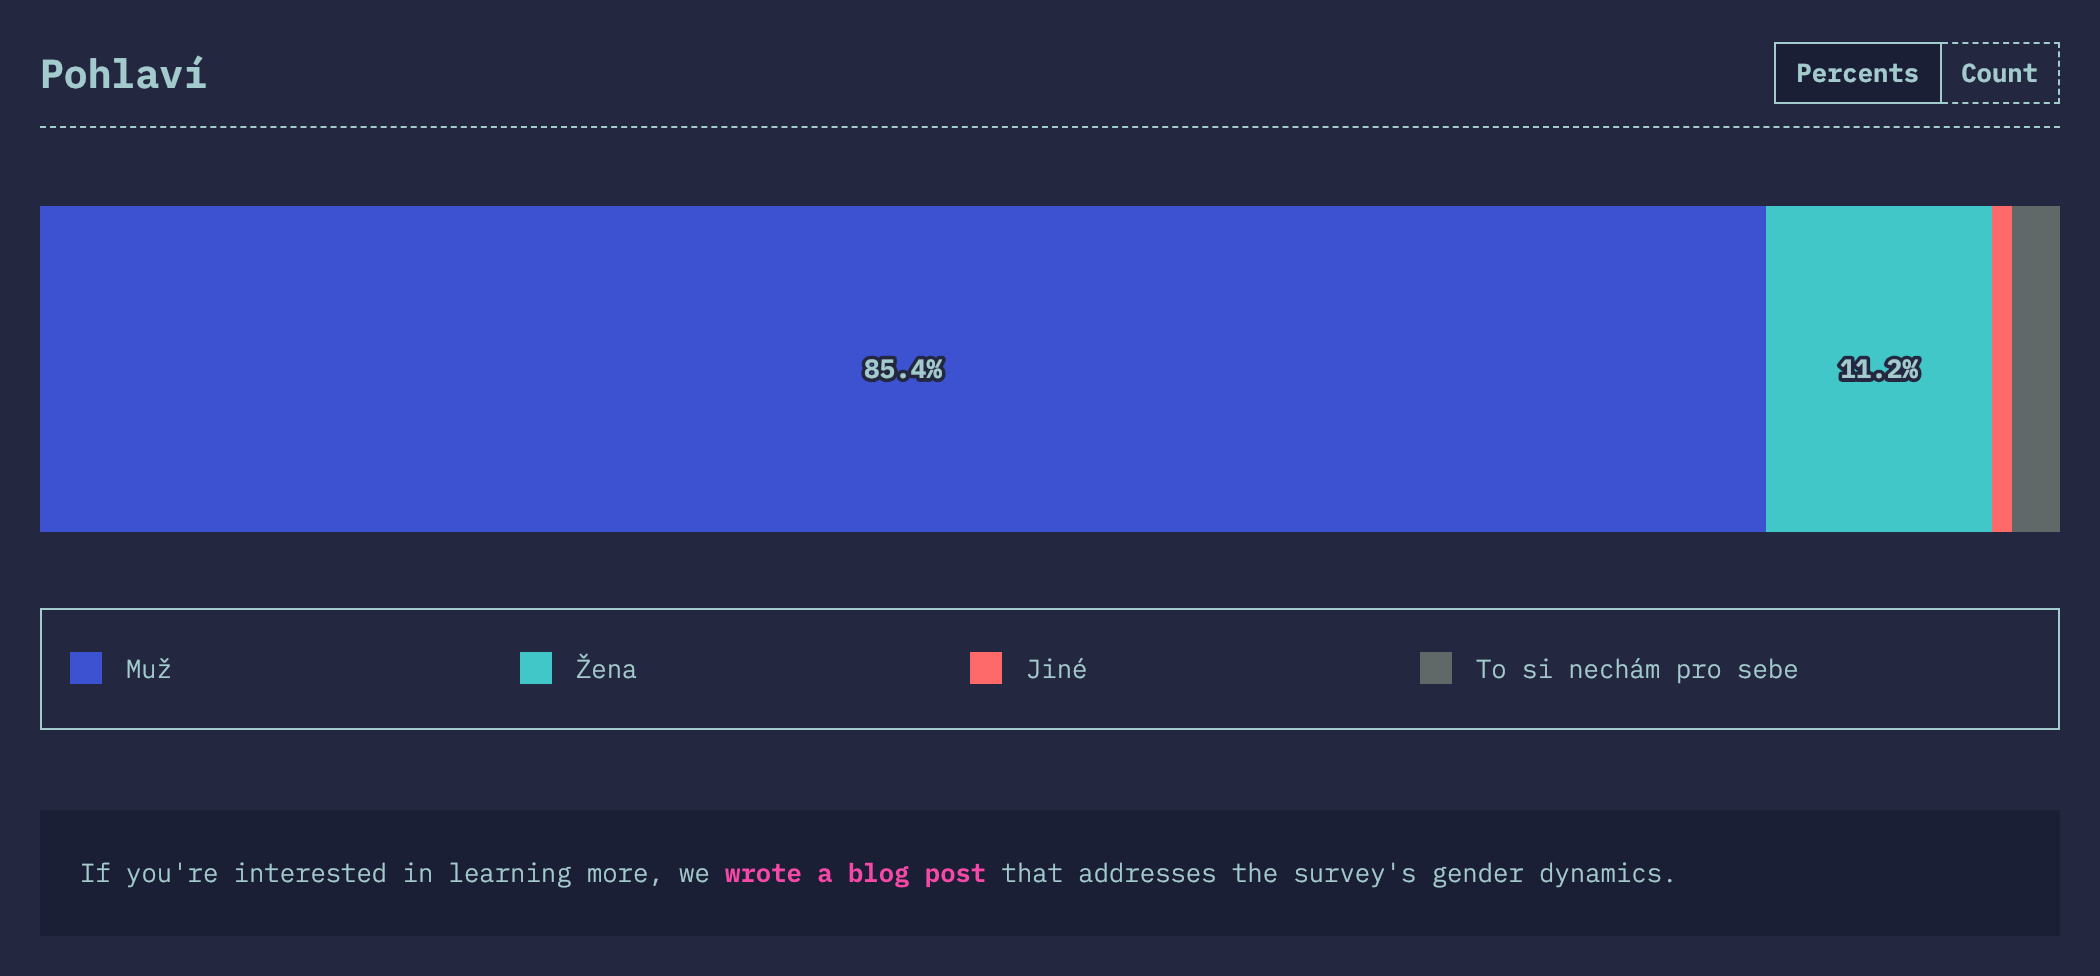 Pohlaví
Percents Count
85.4% 11.2%
Muž Žena Jiné To si nechám pro sebe
If you're interested in learning more, we wrote a blog post that addresses the survey's gender dynamics.